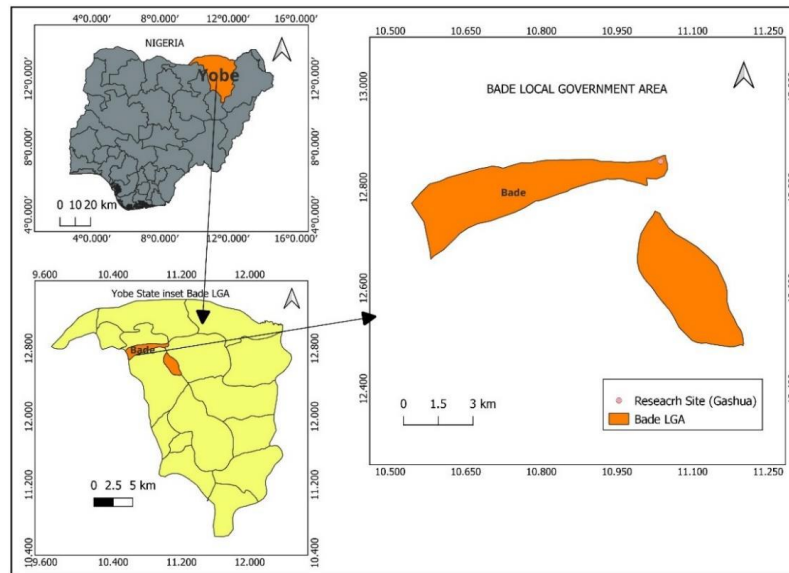 4°0.000' 8°0.000' 12°0.000' 16°0.000'
NIGERIA
Yobe
12°0.000' 12°0.000'
8°0.000' 8°0.000'
4°0.000' 4°0.000'
0 10 20 km
4°0.000' 8°0.000' 12°0.000' 16°0.000'
9.600 10.400 11.200 12.000
Yobe State inset Bade LGA
12.800 12.800
Bade
12.000 12.000
11.200 11.200
0 2.5 5 km
10.400 10.400
9.600 10.400 11.200 12.000
10.500 10.650 10.800 10.950 11.100 11.250
13.000
BADE LOCAL GOVERNMENT AREA
12.800
Bade
12.600
12.400
0 1.5 3 km
Reseacrh Site (Gashua)
Bade LGA
10.500 10.650 10.800 10.950 11.100 11.250